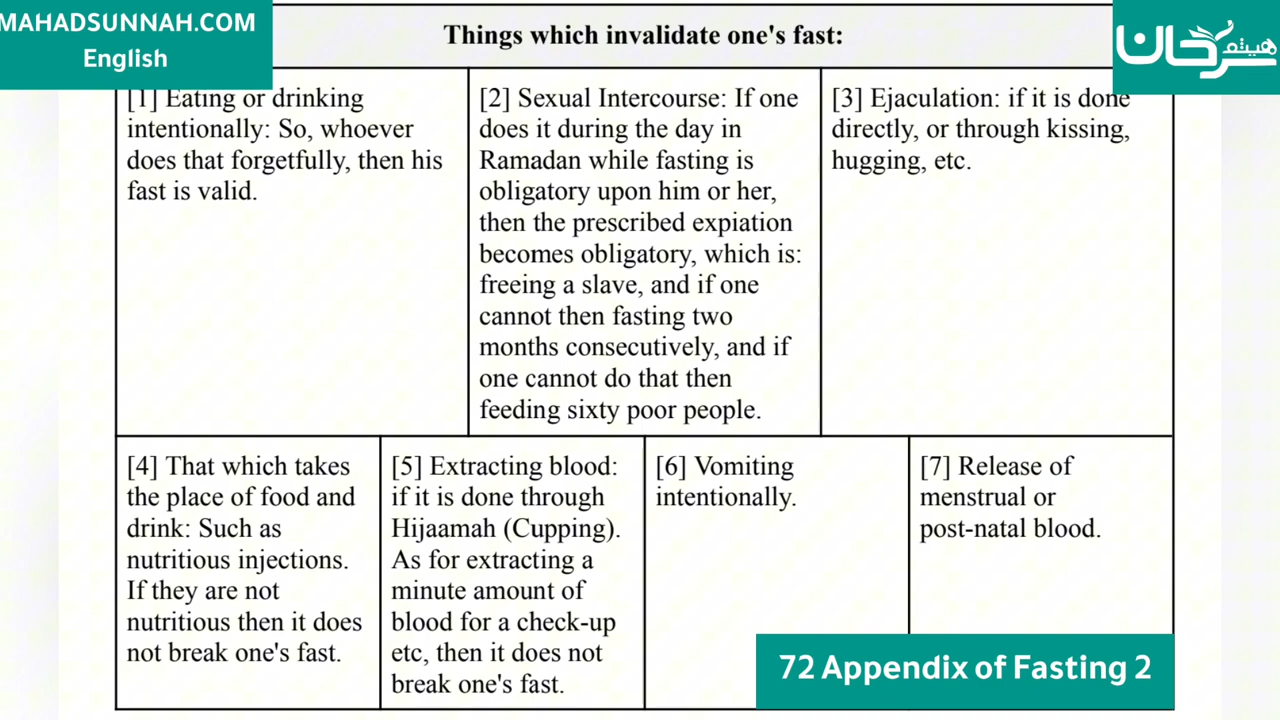 MAHADSUNNAH.COM
English
هيثم
سرحان
Things which invalidate one's fast:
[1] Eating or drinking
intentionally: So, whoever
does that forgetfully, then his
fast is valid.
[2] Sexual Intercourse: If one
does it during the day in
Ramadan while fasting is
obligatory upon him or her,
then the prescribed expiation
becomes obligatory, which is:
freeing a slave, and if one
cannot then fasting two
months consecutively, and if
one cannot do that then
feeding sixty poor people.
[3] Ejaculation: if it is done
directly, or through kissing,
hugging, etc.
[4] That which takes
the place of food and
drink: Such as
nutritious injections.
If they are not
nutritious then it does
not break one's fast.
[5] Extracting blood:
if it is done through
Hijaamah (Cupping).
As for extracting a
minute amount of
blood for a check-up
etc, then it does not
break one's fast.
[6] Vomiting
intentionally.
[7] Release of
menstrual or
post-natal blood.
72 Appendix of Fasting 2